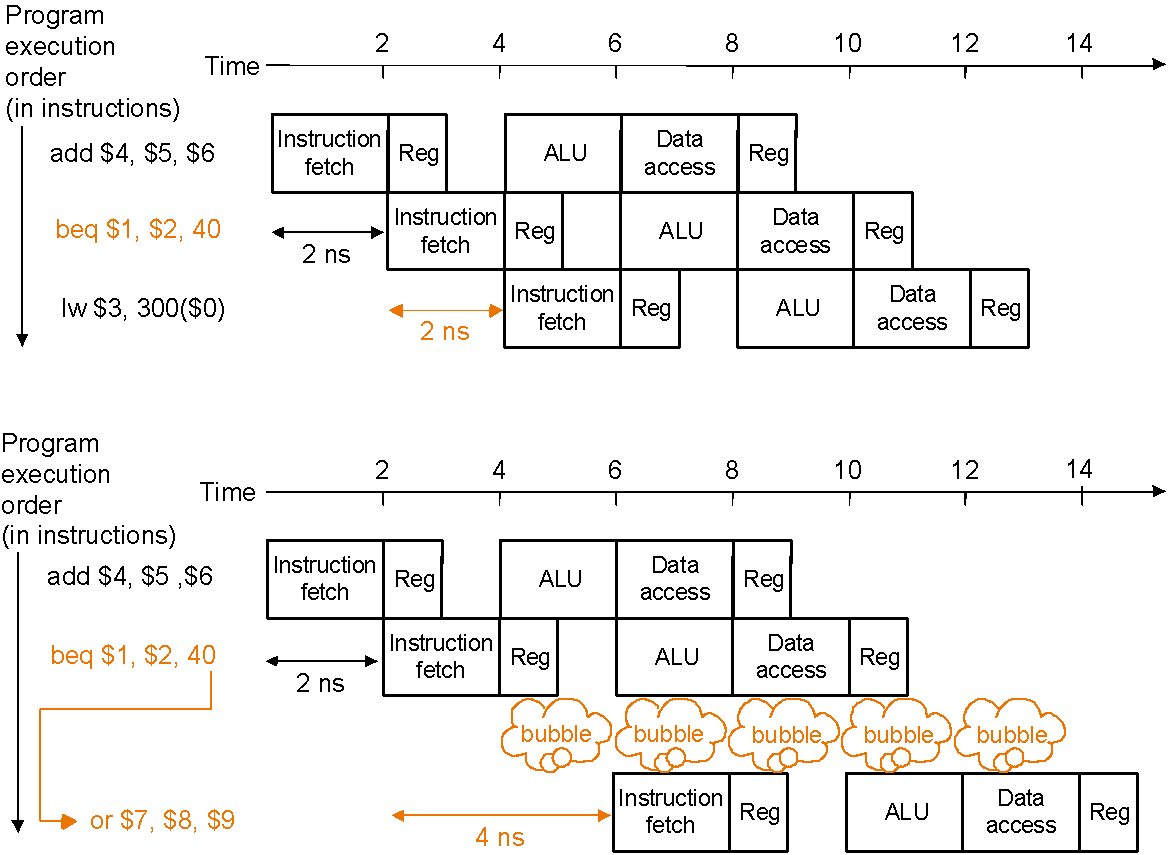 Program
execution
order
(in instructions)
Time
2 4 6 8 10 12 14
add $4, $5, $6
Instruction
fetch
Reg
ALU
Data
access
Reg
beq $1, $2, 40
2 ns
Instruction
fetch
Reg
ALU
Data
access
Reg
lw $3, 300($0)
2 ns
Instruction
fetch
Reg
ALU
Data
access
Reg
Program
execution
order
(in instructions)
Time
2 4 6 8 10 12 14
add $4, $5 ,$6
Instruction
fetch
Reg
ALU
Data
access
Reg
beq $1, $2, 40
2 ns
Instruction
fetch
Reg
ALU
Data
access
Reg
bubble bubble bubble bubble bubble
or $7, $8, $9
4 ns
Instruction
fetch
Reg
ALU
Data
access
Reg